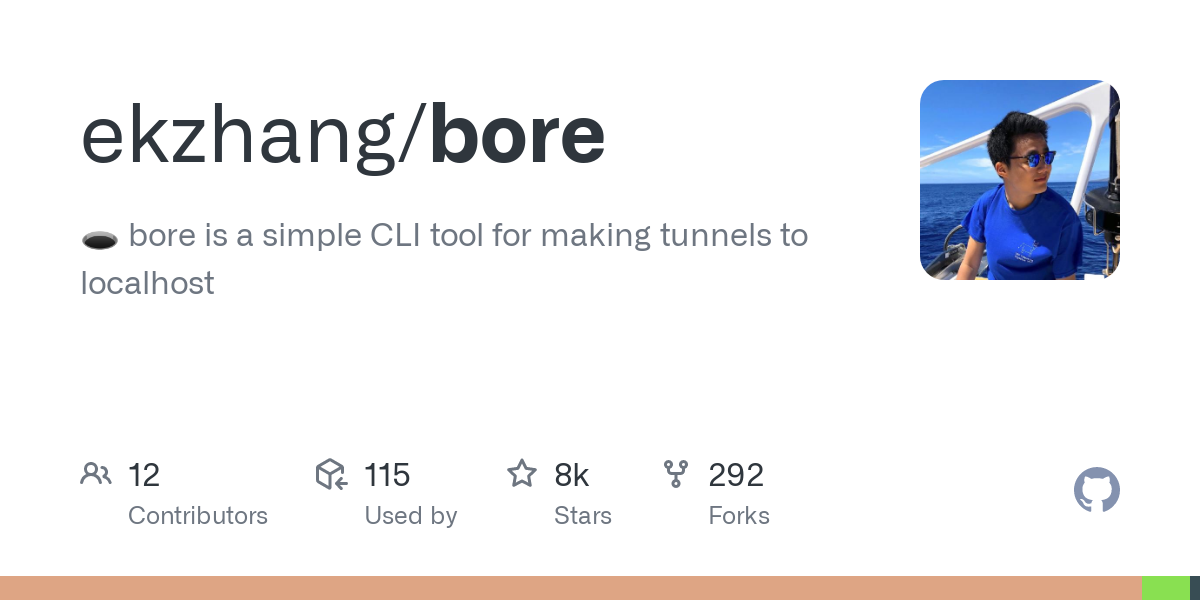 ekzhang/bore
🕳️ bore is a simple CLI tool for making tunnels to
localhost
12
Contributors
115
Used by
8k
Stars
292
Forks